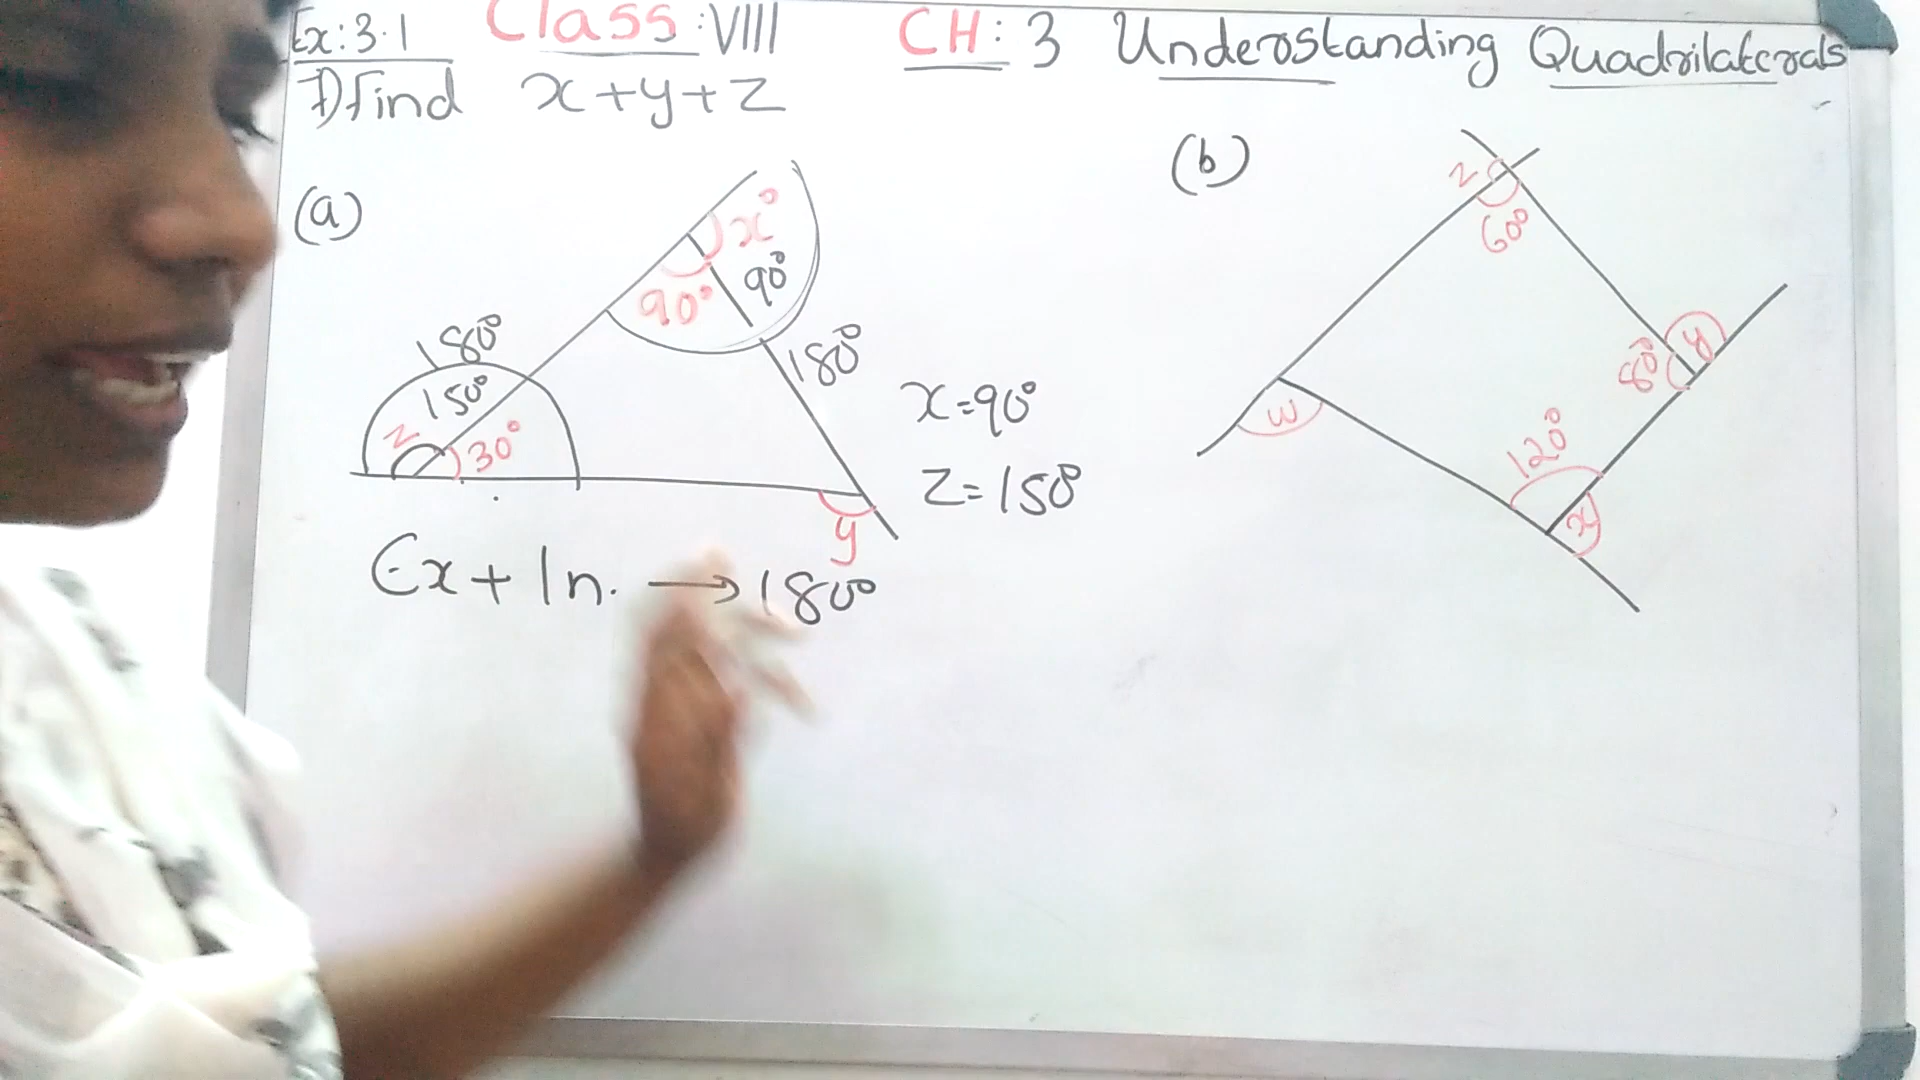 Ex: 3.1 Class: VIII CH: 3 Understanding Quadrilaterals
7) Find x+y+z
(a)
x°
90°
90°
180°
180°
150°
z
30°
y
x=90°
z=150°
Ex + In. → 180°
(b)
z
60°
y
80°
w
120°
x